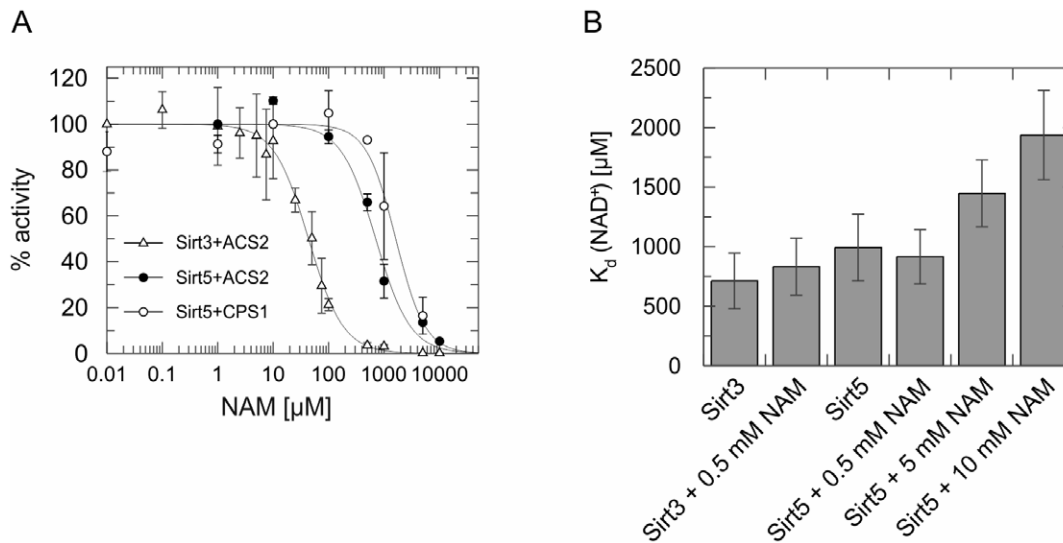 A
120
100
80
60
40
20
0
% activity
Sirt3+ACS2
Sirt5+ACS2
Sirt5+CPS1
0.01 0.1 1 10 100 1000 10000
NAM [µM]
B
2500
2000
1500
1000
500
0
K_d (NAD⁺) [µM]
Sirt3
Sirt3 + 0.5 mM NAM
Sirt5
Sirt5 + 0.5 mM NAM
Sirt5 + 5 mM NAM
Sirt5 + 10 mM NAM